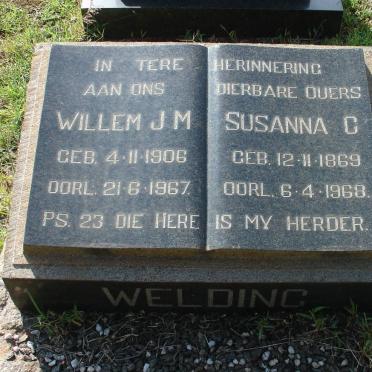 IN TERE HERINNERING
AAN ONS DIERBARE OUERS
WILLEM J M
GEB. 4-11-1906
OORL. 21-6-1967
SUSANNA C
GEB. 12-11-1869
OORL. 6-4-1968.
PS. 23 DIE HERE IS MY HERDER.
WELDING